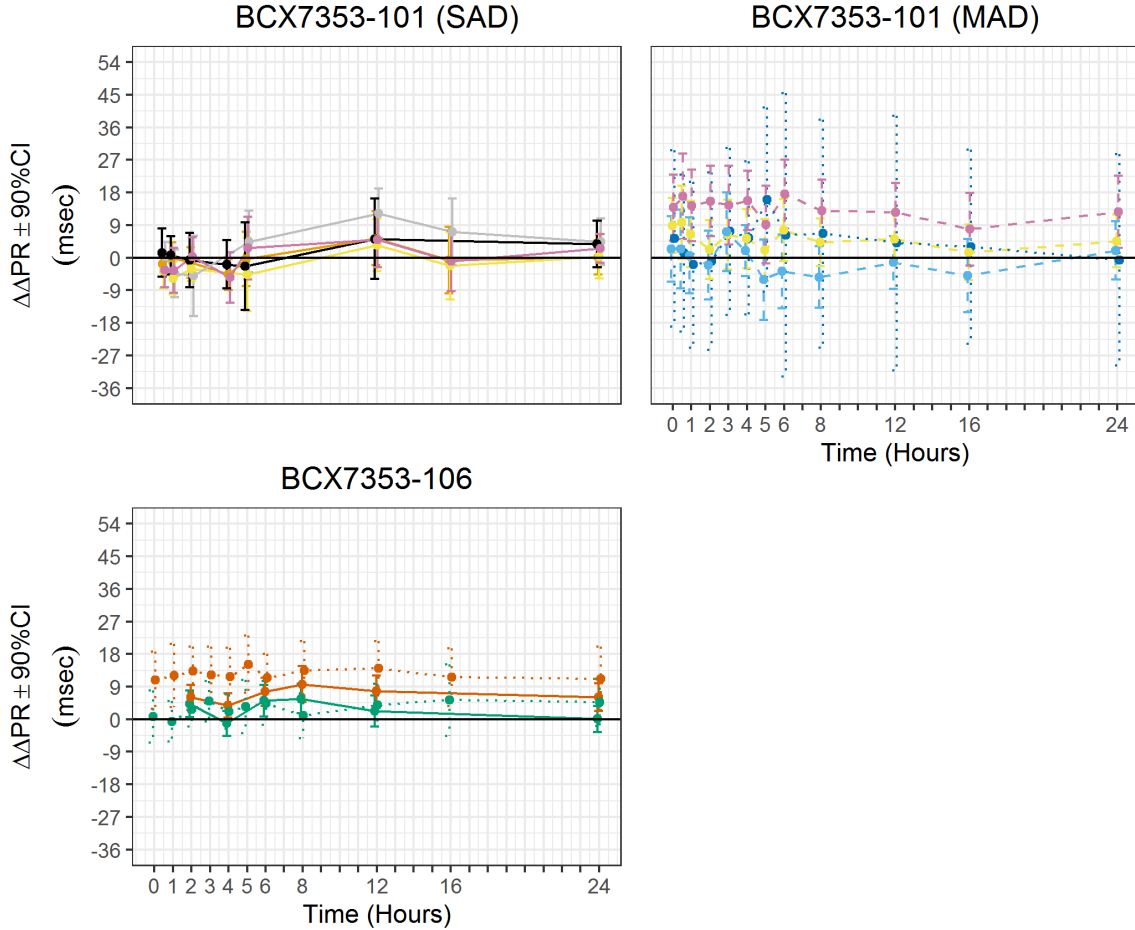 BCX7353-101 (SAD)
BCX7353-101 (MAD)
54
45
36
27
18
9
0
-9
-18
-27
-36
ΔΔPR ± 90%CI
(msec)
0 1 2 3 4 5 6 8 12 16 24
Time (Hours)
BCX7353-106
54
45
36
27
18
9
0
-9
-18
-27
-36
ΔΔPR ± 90%CI
(msec)
0 1 2 3 4 5 6 8 12 16 24
Time (Hours)